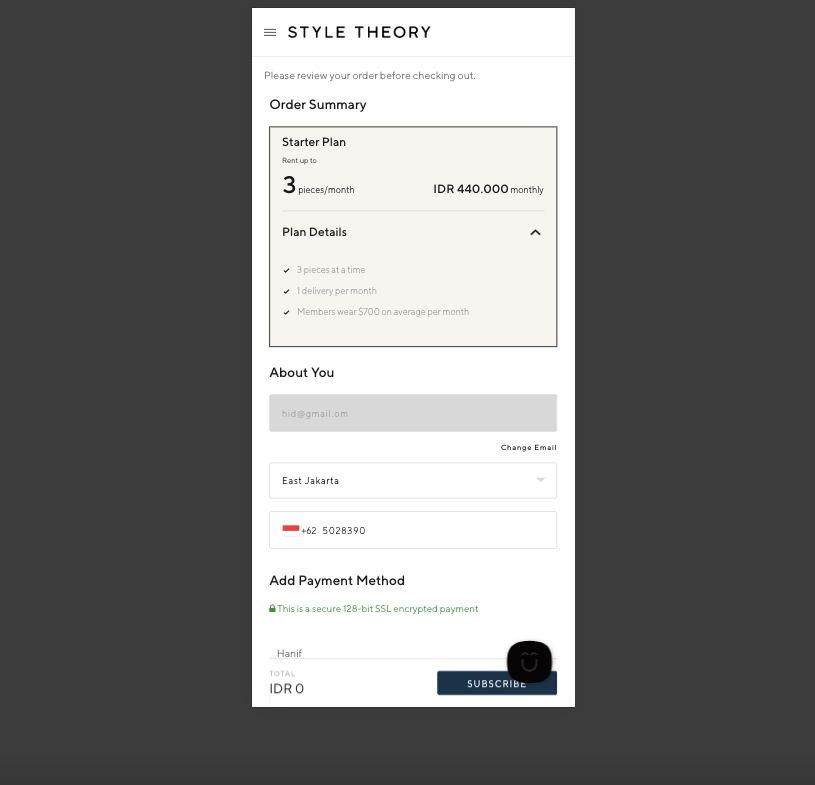 STYLE THEORY
Please review your order before checking out.
Order Summary
Starter Plan
Rent up to
3 pieces/month IDR 440.000 monthly
Plan Details
3 pieces at a time
1 delivery per month
Members wear $700 on average per month
About You
hid@gmail.om
Change Email
East Jakarta
+62 5028390
Add Payment Method
This is a secure 128-bit SSL encrypted payment
Hanif
TOTAL
IDR 0
SUBSCRIBE